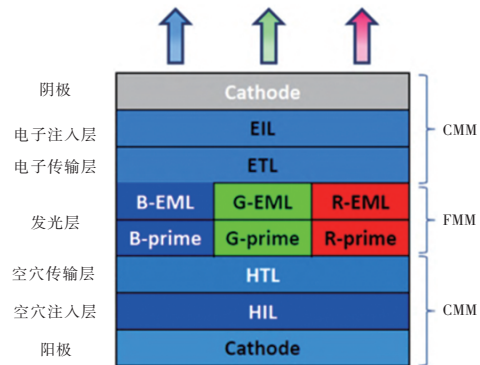 阴极 Cathode
电子注入层 EIL CMM
电子传输层 ETL
B-EML G-EML R-EML
发光层 FMM
B-prime G-prime R-prime
空穴传输层 HTL
空穴注入层 HIL CMM
阳极 Cathode